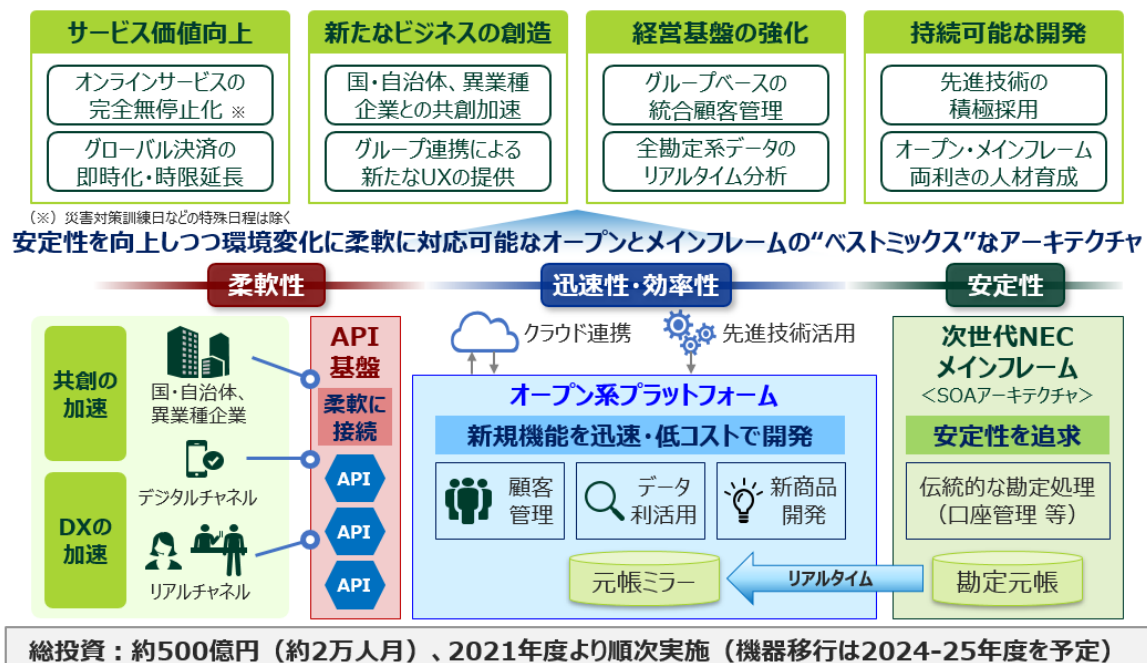 サービス価値向上
オンラインサービスの
完全無停止化 ※
グローバル決済の
即時化・時限延長
新たなビジネスの創造
国・自治体、異業種
企業との共創加速
グループ連携による
新たなUXの提供
経営基盤の強化
グループベースの
統合顧客管理
全勘定系データの
リアルタイム分析
持続可能な開発
先進技術の
積極採用
オープン・メインフレーム
両利きの人材育成
（※）災害対策訓練日などの特殊日程は除く
安定性を向上しつつ環境変化に柔軟に対応可能なオープンとメインフレームの“ベストミックス”なアーキテクチャ
柔軟性
共創の
加速
国・自治体、
異業種企業
デジタルチャネル
DXの
加速
リアルチャネル
API
基盤
柔軟に
接続
API
API
API
迅速性・効率性
クラウド連携
先進技術活用
オープン系プラットフォーム
新規機能を迅速・低コストで開発
顧客
管理
データ
利活用
新商品
開発
元帳ミラー
リアルタイム
安定性
次世代NEC
メインフレーム
<SOAアーキテクチャ>
安定性を追求
伝統的な勘定処理
（口座管理 等）
勘定元帳
総投資：約500億円（約2万人月）、2021年度より順次実施（機器移行は2024-25年度を予定）